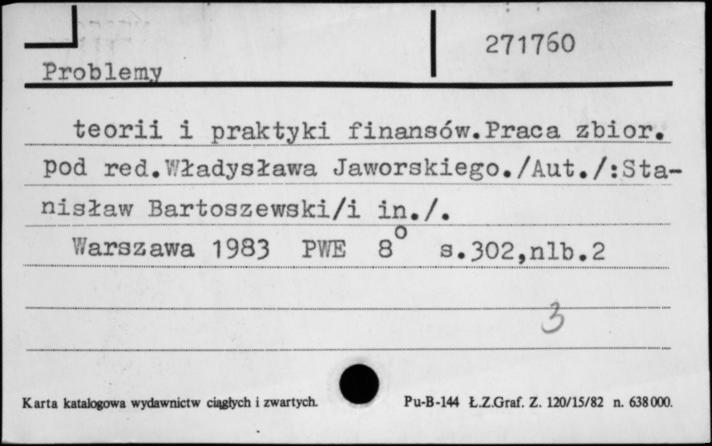 271760
Problemy
teorii i praktyki finansów.Praca zbior.
pod red.Władysława Jaworskiego./Aut./:Sta-
nisław Bartoszewski/i in./.
Warszawa 1983 PWE 8° s.302,nlb.2
3
Karta katalogowa wydawnictw ciągłych i zwartych.
Pu-B-144 Ł.Z.Graf. Z. 120/15/82 n. 638000.